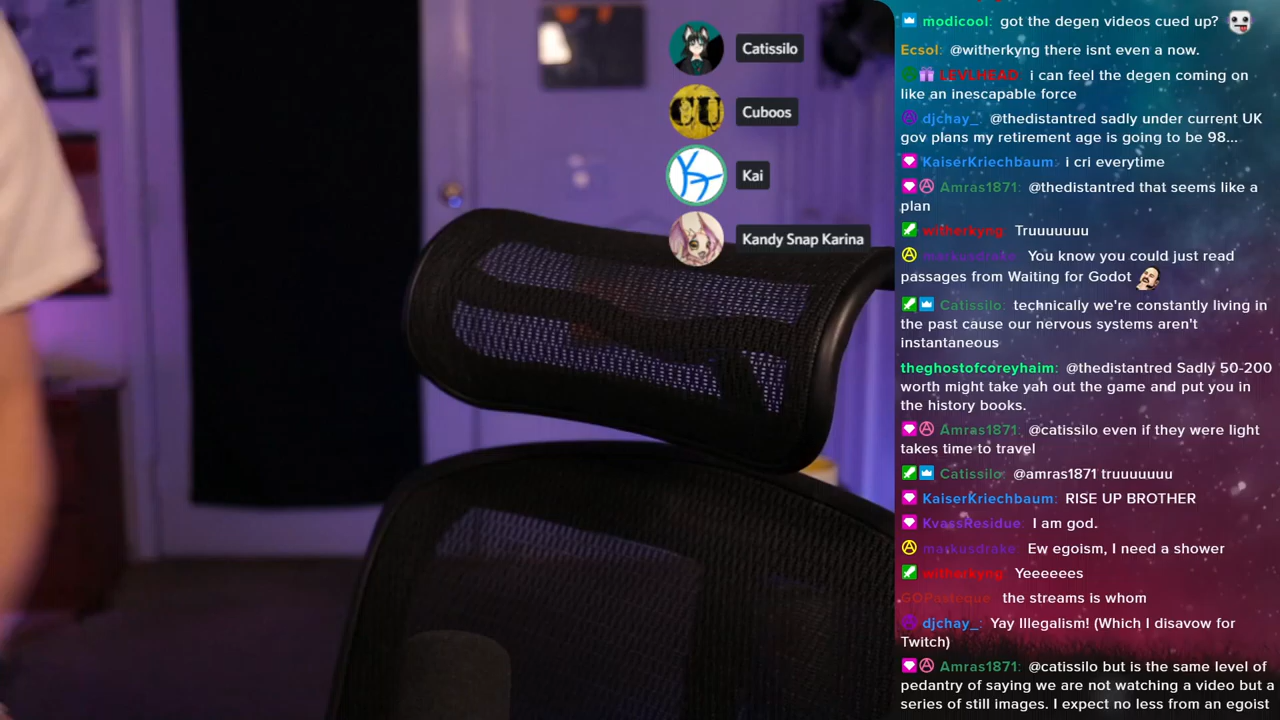 Catissilo
Cuboos
Kai
Kandy Snap Karina
modicool: got the degen videos cued up?
Ecsol: @witherkyng there isnt even a now.
LEVLHEAD: i can feel the degen coming on
like an inescapable force
djchay_: @thedistantred sadly under current UK
gov plans my retirement age is going to be 98...
KaiserKriechbaum: i cri everytime
Amras1871: @thedistantred that seems like a
plan
witherkyng: Truuuuuuu
markusdrake: You know you could just read
passages from Waiting for Godot
Catissilo: technically we're constantly living in
the past cause our nervous systems aren't
instantaneous
theghostofcoreyhaim: @thedistantred Sadly 50-200
worth might take yah out the game and put you in
the history books.
Amras1871: @catissilo even if they were light
takes time to travel
Catissilo: @amras1871 truuuuuuu
KaiserKriechbaum: RISE UP BROTHER
KvassResidue: I am god.
markusdrake: Ew egoism, I need a shower
witherkyng: Yeeeeees
GOPasteque the streams is whom
djchay_: Yay Illegalism! (Which I disavow for
Twitch)
Amras1871: @catissilo but is the same level of
pedantry of saying we are not watching a video but a
series of still images. I expect no less from an egoist